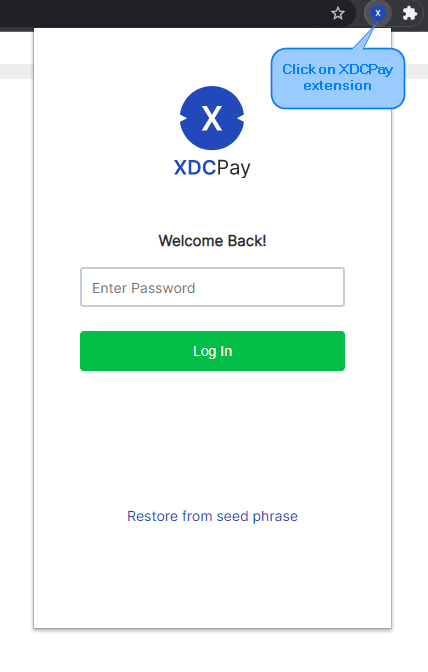 X
Click on XDCPay
extension
X
XDCPay
Welcome Back!
Enter Password
Log In
Restore from seed phrase